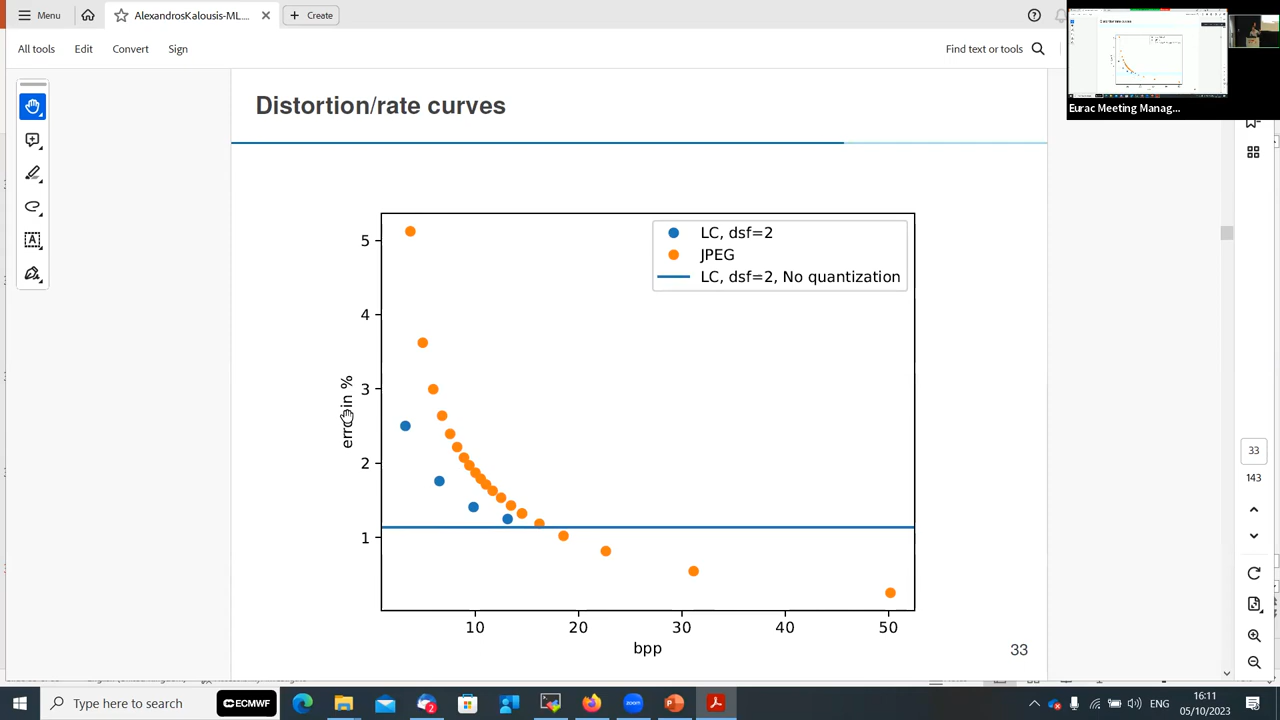 Menu
AlexandrosKalousis-ML...
Create
All tools
Edit
Convert
Sign
Find text or tools
Eurac Meeting Manag...
Distortion/rate curves
LC, dsf=2
JPEG
LC, dsf=2, No quantization
5
4
3
2
1
error in %
10
20
30
40
50
bpp
33
33
143
Type here to search
ECMWF
2
ENG
16:11
05/10/2023